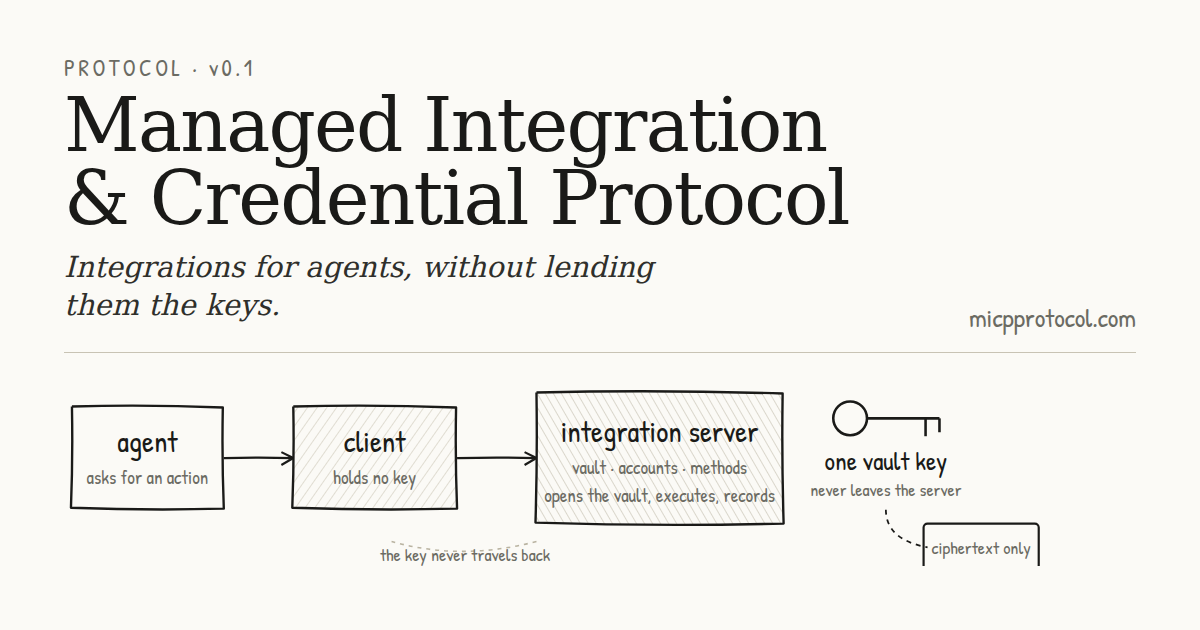 PROTOCOL · v0.1
Managed Integration
& Credential Protocol
Integrations for agents, without lending
them the keys.
micpprotocol.com
agent
asks for an action
client
holds no key
integration server
vault · accounts · methods
opens the vault, executes, records
one vault key
never leaves the server
ciphertext only
the key never travels back